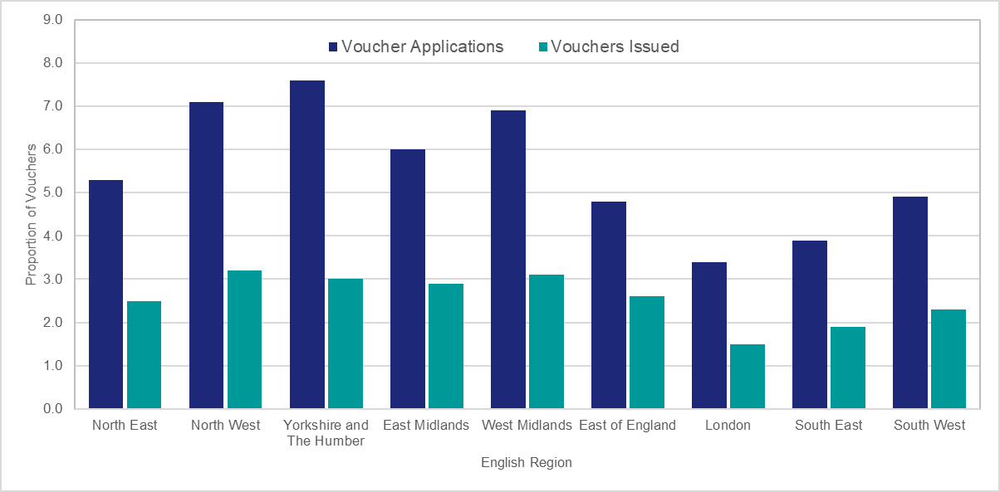 9.0
Voucher Applications Vouchers Issued
8.0
7.0
6.0
5.0
4.0
3.0
2.0
1.0
0.0
Proportion of Vouchers
North East North West Yorkshire and East Midlands West Midlands East of England London South East South West
The Humber
English Region